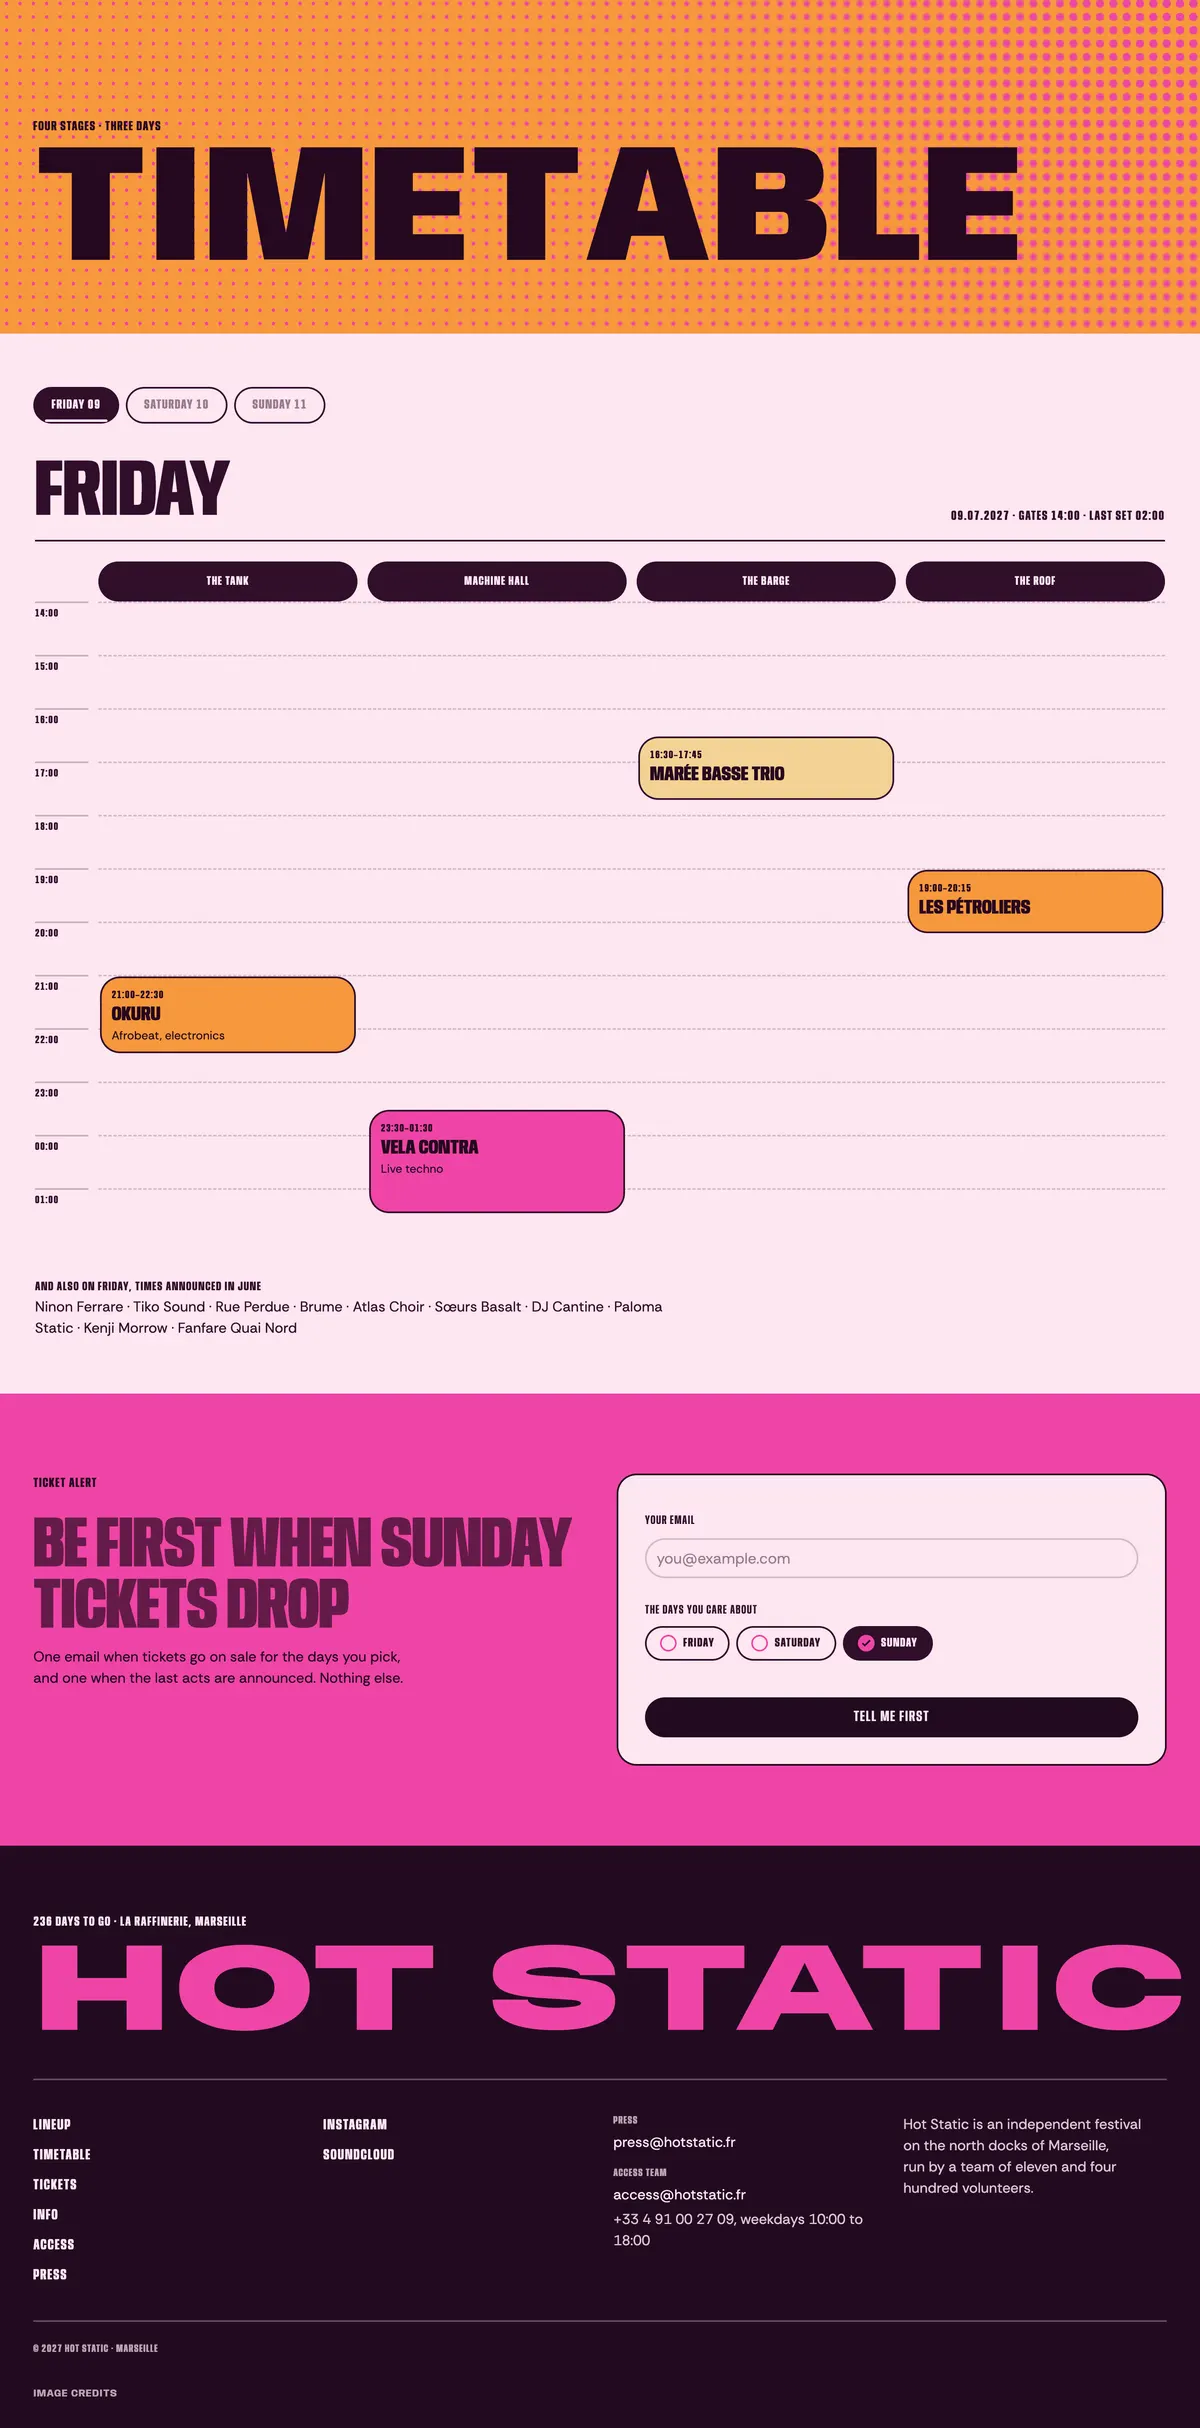 FOUR STAGES · THREE DAYS
TIMETABLE
FRIDAY 09
SATURDAY 10
SUNDAY 11
FRIDAY
09.07.2027 · GATES 14:00 · LAST SET 02:00
THE TANK
MACHINE HALL
THE BARGE
THE ROOF
14:00
15:00
16:00
16:30–17:45
MARÉE BASSE TRIO
17:00
18:00
19:00
19:00–20:15
LES PÉTROLIERS
20:00
21:00
21:00–22:30
OKURU
Afrobeat, electronics
22:00
23:00
23:30–01:30
VELA CONTRA
Live techno
00:00
01:00
AND ALSO ON FRIDAY, TIMES ANNOUNCED IN JUNE
Ninon Ferrare · Tiko Sound · Rue Perdue · Brume · Atlas Choir · Sœurs Basalt · DJ Cantine · Paloma
Static · Kenji Morrow · Fanfare Quai Nord
TICKET ALERT
BE FIRST WHEN SUNDAY
TICKETS DROP
One email when tickets go on sale for the days you pick,
and one when the last acts are announced. Nothing else.
YOUR EMAIL
you@example.com
THE DAYS YOU CARE ABOUT
FRIDAY
SATURDAY
SUNDAY
TELL ME FIRST
236 DAYS TO GO · LA RAFFINERIE, MARSEILLE
HOT STATIC
LINEUP
TIMETABLE
TICKETS
INFO
ACCESS
PRESS
INSTAGRAM
SOUNDCLOUD
PRESS
press@hotstatic.fr
ACCESS TEAM
access@hotstatic.fr
+33 4 91 00 27 09, weekdays 10:00 to
18:00
Hot Static is an independent festival
on the north docks of Marseille,
run by a team of eleven and four
hundred volunteers.
© 2027 HOT STATIC · MARSEILLE
IMAGE CREDITS